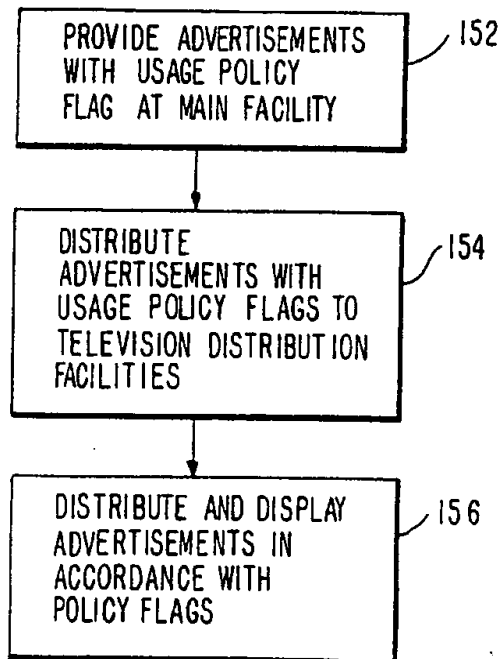 PROVIDE ADVERTISEMENTS
WITH USAGE POLICY
FLAG AT MAIN FACILITY
152
DISTRIBUTE
ADVERTISEMENTS WITH
USAGE POLICY FLAGS TO
TELEVISION DISTRIBUTION
FACILITIES
154
DISTRIBUTE AND DISPLAY
ADVERTISEMENTS IN
ACCORDANCE WITH
POLICY FLAGS
156